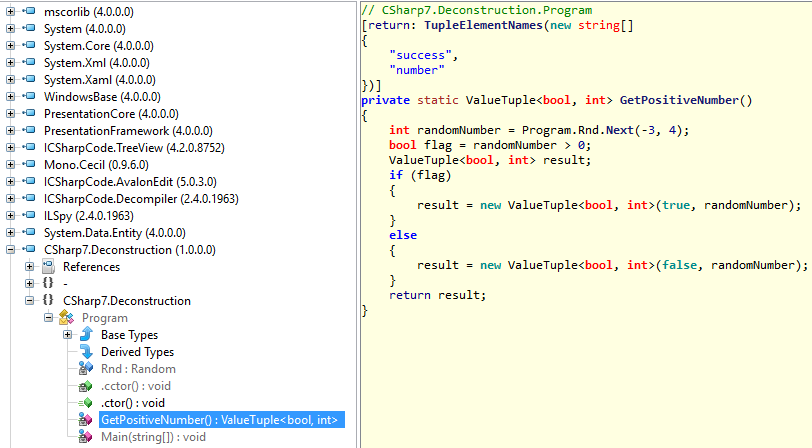 mscorlib (4.0.0.0)
System (4.0.0.0)
System.Core (4.0.0.0)
System.Xml (4.0.0.0)
System.Xaml (4.0.0.0)
WindowsBase (4.0.0.0)
PresentationCore (4.0.0.0)
PresentationFramework (4.0.0.0)
ICSharpCode.TreeView (4.2.0.8752)
Mono.Cecil (0.9.6.0)
ICSharpCode.AvalonEdit (5.0.3.0)
ICSharpCode.Decompiler (2.4.0.1963)
ILSpy (2.4.0.1963)
System.Data.Entity (4.0.0.0)
CSharp7.Deconstruction (1.0.0.0)
References
{} -
{} CSharp7.Deconstruction
Program
Base Types
Derived Types
Rnd : Random
.cctor() : void
.ctor() : void
GetPositiveNumber() : ValueTuple<bool, int>
Main(string[]) : void
// CSharp7.Deconstruction.Program
[return: TupleElementNames(new string[]
{
    "success",
    "number"
})]
private static ValueTuple<bool, int> GetPositiveNumber()
{
    int randomNumber = Program.Rnd.Next(-3, 4);
    bool flag = randomNumber > 0;
    ValueTuple<bool, int> result;
    if (flag)
    {
        result = new ValueTuple<bool, int>(true, randomNumber);
    }
    else
    {
        result = new ValueTuple<bool, int>(false, randomNumber);
    }
    return result;
}